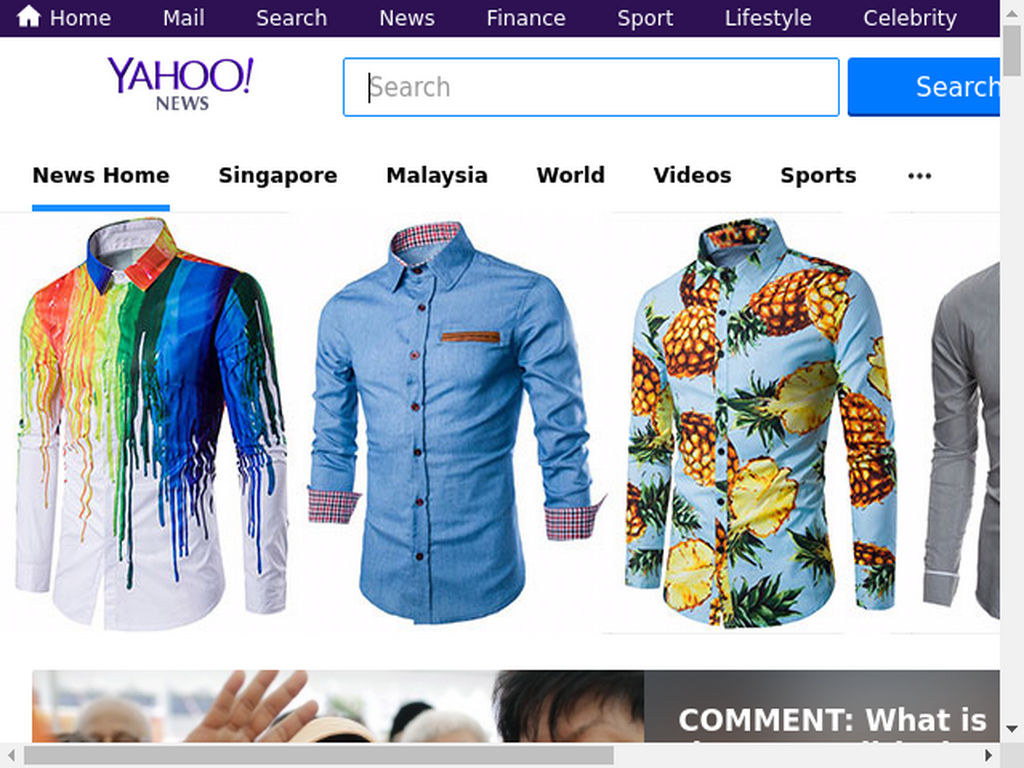 Home Mail Search News Finance Sport Lifestyle Celebrity
YAHOO!
NEWS
Search
Search
News Home Singapore Malaysia World Videos Sports ...
COMMENT: What is